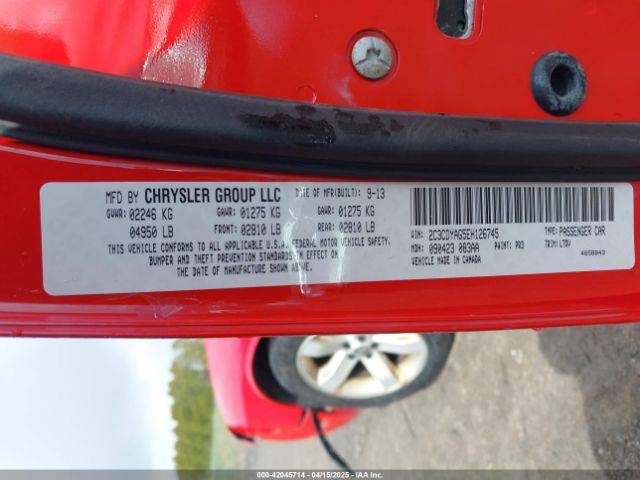 MFD BY CHRYSLER GROUP LLC DATE OF MFR(BUILT): 9-13
GVWR: 02246 KG GAWR: 01275 KG GAWR: 01275 KG
04950 LB FRONT: 02810 LB REAR: 02810 LB
THIS VEHICLE CONFORMS TO ALL APPLICABLE U.S.A. FEDERAL MOTOR VEHICLE SAFETY,
BUMPER AND THEFT PREVENTION STANDARDS IN EFFECT ON
THE DATE OF MANUFACTURE SHOWN ABOVE.
VIN: 2C3CDYAG5EH126745 TYPE: PASSENGER CAR
MDH: 090423 083AA PAINT: PR3 TRIM: L7DV
VEHICLE MADE IN CANADA 4650843
000-42045714 - 04/15/2025 - IAA Inc.